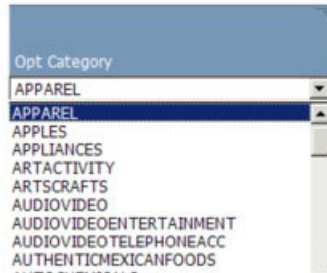 Opt Category
APPAREL
APPAREL
APPLES
APPLIANCES
ARTACTIVITY
ARTSCRAFTS
AUDIOVIDEO
AUDIOVIDEOENTERTAINMENT
AUDIOVIDEOTELEPHONEACC
AUTHENTICMEXICANFOODS